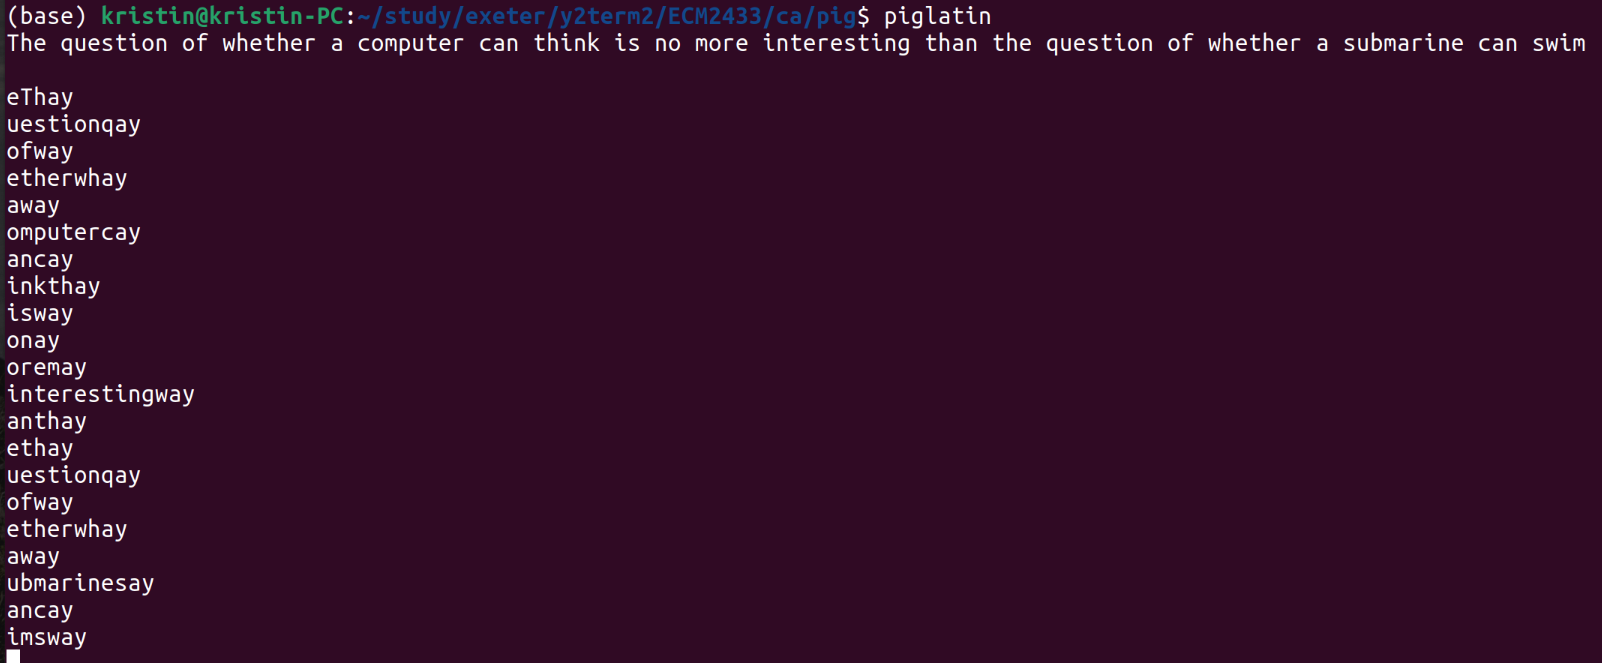 (base) kristin@kristin-PC:~/study/exeter/y2term2/ECM2433/ca/pig$ piglatin
The question of whether a computer can think is no more interesting than the question of whether a submarine can swim
eThay
uestionqay
ofway
etherwhay
away
omputercay
ancay
inkthay
isway
onay
oremay
interestingway
anthay
ethay
uestionqay
ofway
etherwhay
away
ubmarinesay
ancay
imsway